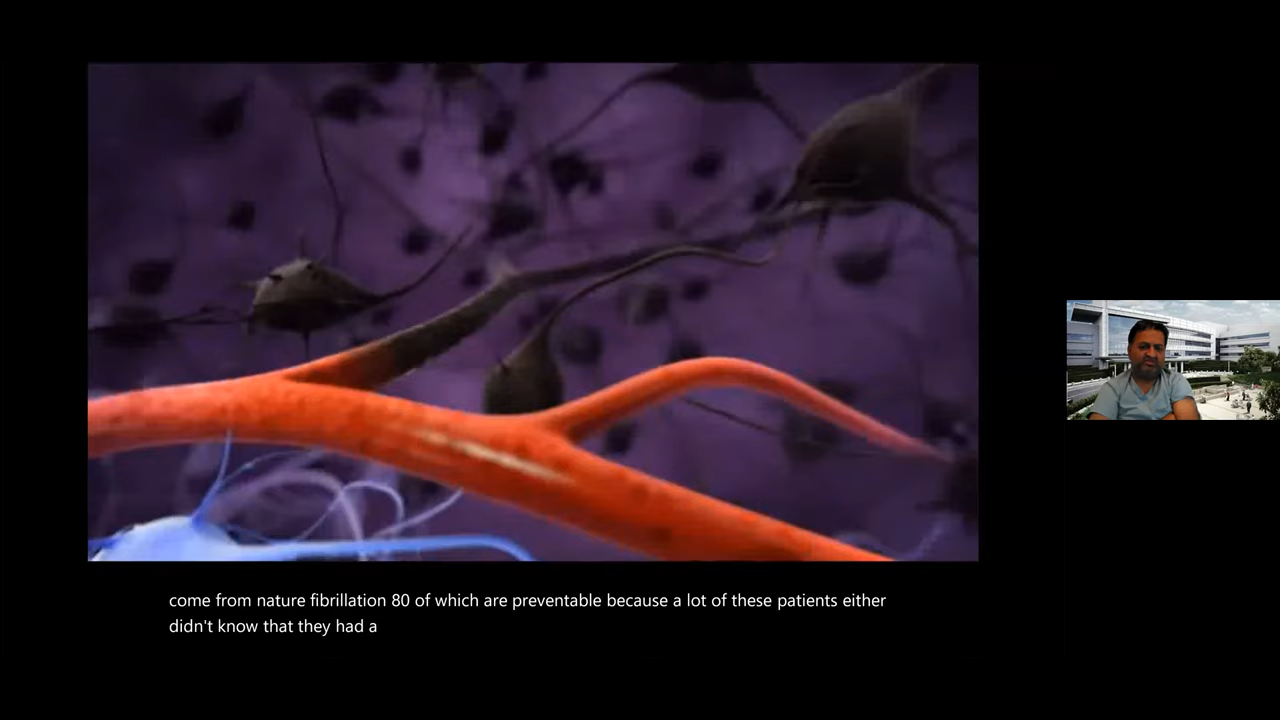 come from nature fibrillation 80 of which are preventable because a lot of these patients either
didn't know that they had a